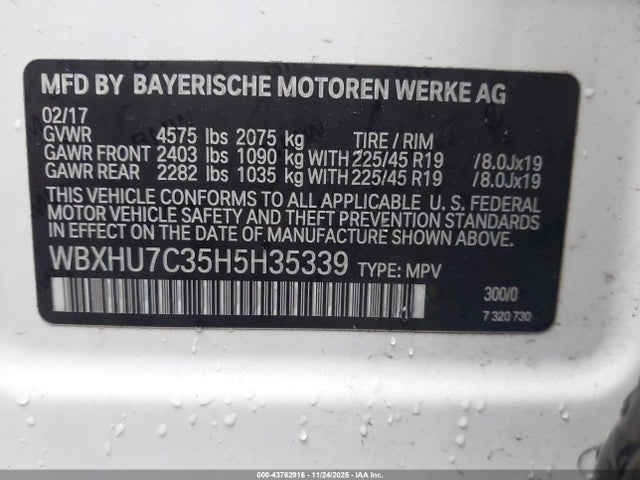 MFD BY BAYERISCHE MOTOREN WERKE AG
02/17
GVWR 4575 lbs 2075 kg TIRE / RIM
GAWR FRONT 2403 lbs 1090 kg WITH 225/45 R19 /8.0Jx19
GAWR REAR 2282 lbs 1035 kg WITH 225/45 R19 /8.0Jx19
THIS VEHICLE CONFORMS TO ALL APPLICABLE U. S. FEDERAL
MOTOR VEHICLE SAFETY AND THEFT PREVENTION STANDARDS
IN EFFECT ON THE DATE OF MANUFACTURE SHOWN ABOVE.
WBXHU7C35H5H35339 TYPE: MPV
300/0
7 320 730
000-43762916 - 11/24/2025 - IAAI.COM